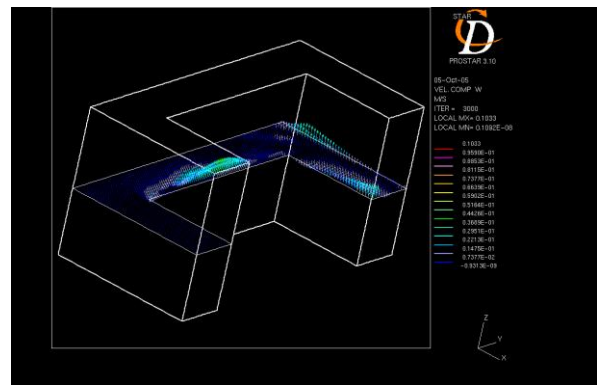 STAR
CD
PROSTAR 3.10
05-Oct-05
VEL. COMP W
M/S
ITER = 3000
LOCAL MX= 0.1033
LOCAL MN= 0.1092E-06
0.1033
0.9590E-01
0.8853E-01
0.8115E-01
0.7377E-01
0.6639E-01
0.5902E-01
0.5164E-01
0.4426E-01
0.3689E-01
0.2951E-01
0.2213E-01
0.1475E-01
0.7377E-02
-0.9313E-09
Z
Y
X